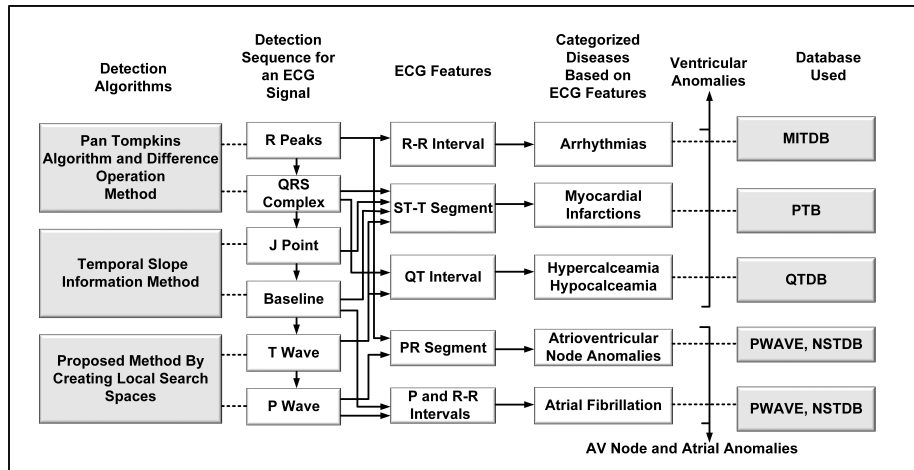 Detection
Algorithms
Detection
Sequence for
an ECG
Signal
ECG Features
Categorized
Diseases
Based on
ECG Features
Ventricular
Anomalies
Database
Used
Pan Tompkins
Algorithm and Difference
Operation
Method
Temporal Slope
Information Method
Proposed Method By
Creating Local Search
Spaces
R Peaks
QRS
Complex
J Point
Baseline
T Wave
P Wave
R-R Interval
ST-T Segment
QT Interval
PR Segment
P and R-R
Intervals
Arrhythmias
Myocardial
Infarctions
Hypercalceamia
Hypocalceamia
Atrioventricular
Node Anomalies
Atrial Fibrillation
MITDB
PTB
QTDB
PWAVE, NSTDB
PWAVE, NSTDB
AV Node and Atrial Anomalies